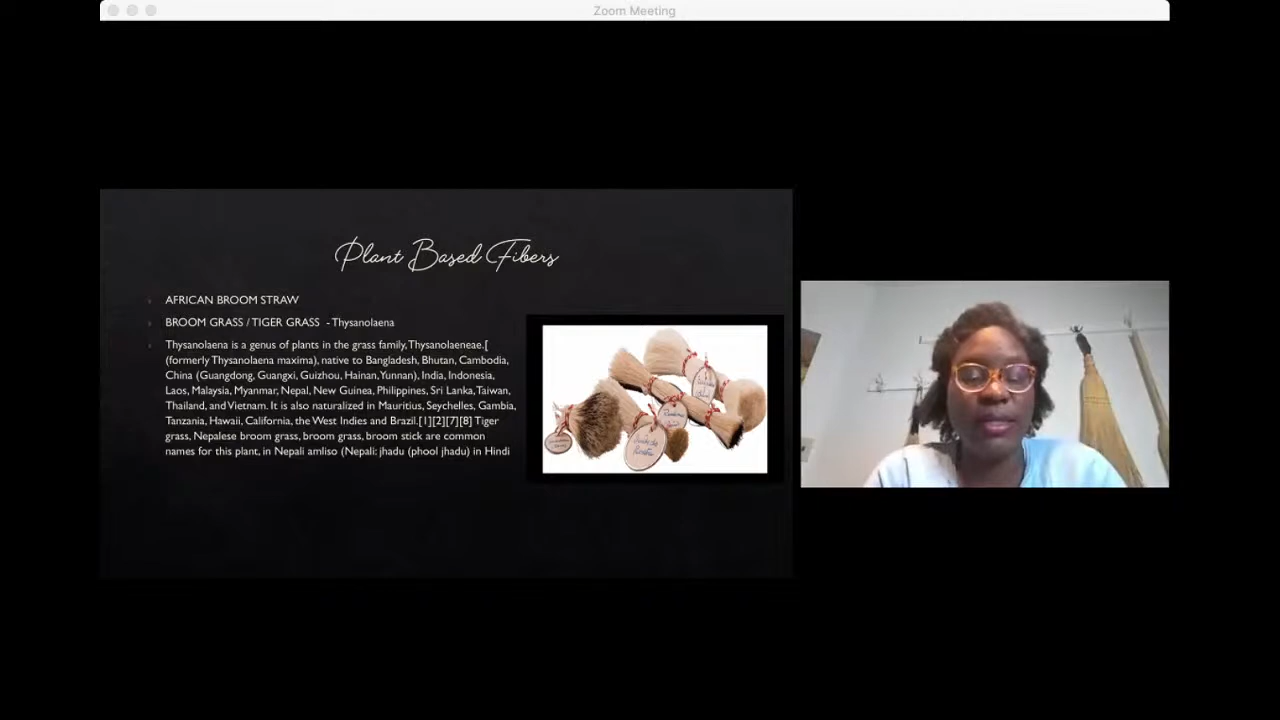 Zoom Meeting
Plant Based Fibers
AFRICAN BROOM STRAW
BROOM GRASS / TIGER GRASS - Thysanolaena
Thysanolaena is a genus of plants in the grass family,Thysanolaeneae.[
(formerly Thysanolaena maxima), native to Bangladesh, Bhutan, Cambodia,
China (Guangdong, Guangxi, Guizhou, Hainan,Yunnan), India, Indonesia,
Laos, Malaysia, Myanmar, Nepal, New Guinea, Philippines, Sri Lanka,Taiwan,
Thailand, and Vietnam. It is also naturalized in Mauritius, Seychelles, Gambia,
Tanzania, Hawaii, California, the West Indies and Brazil.[1][2][7][8] Tiger
grass, Nepalese broom grass, broom grass, broom stick are common
names for this plant, in Nepali amliso (Nepali: jhadu (phool jhadu) in Hindi